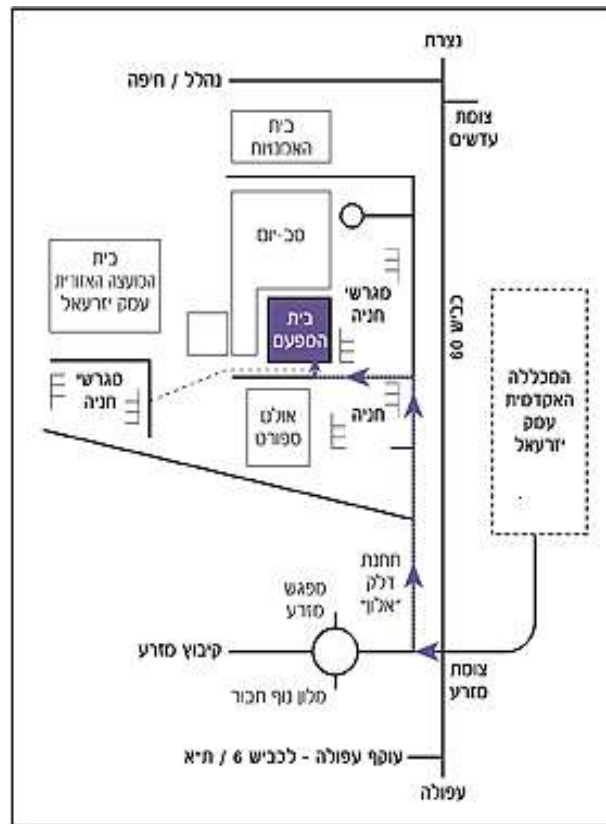 נצרת
נהלל / חיפה
צומת
עדשים
בית
האמנויות
סב-יום
בית
המועצה האזורית
עמק יזרעאל
מגרשי
חניה
בית
המפעם
כביש 60
המכללה
האקדמית
עמק
יזרעאל
מגרשי
חניה
אולם
ספורט
חניה
תחנת
דלק
"אלון"
מפגש
מזרע
קיבוץ מזרע
צומת
מזרע
מלון נוף תבור
עוקף עפולה - לכביש 6 / ת"א
עפולה